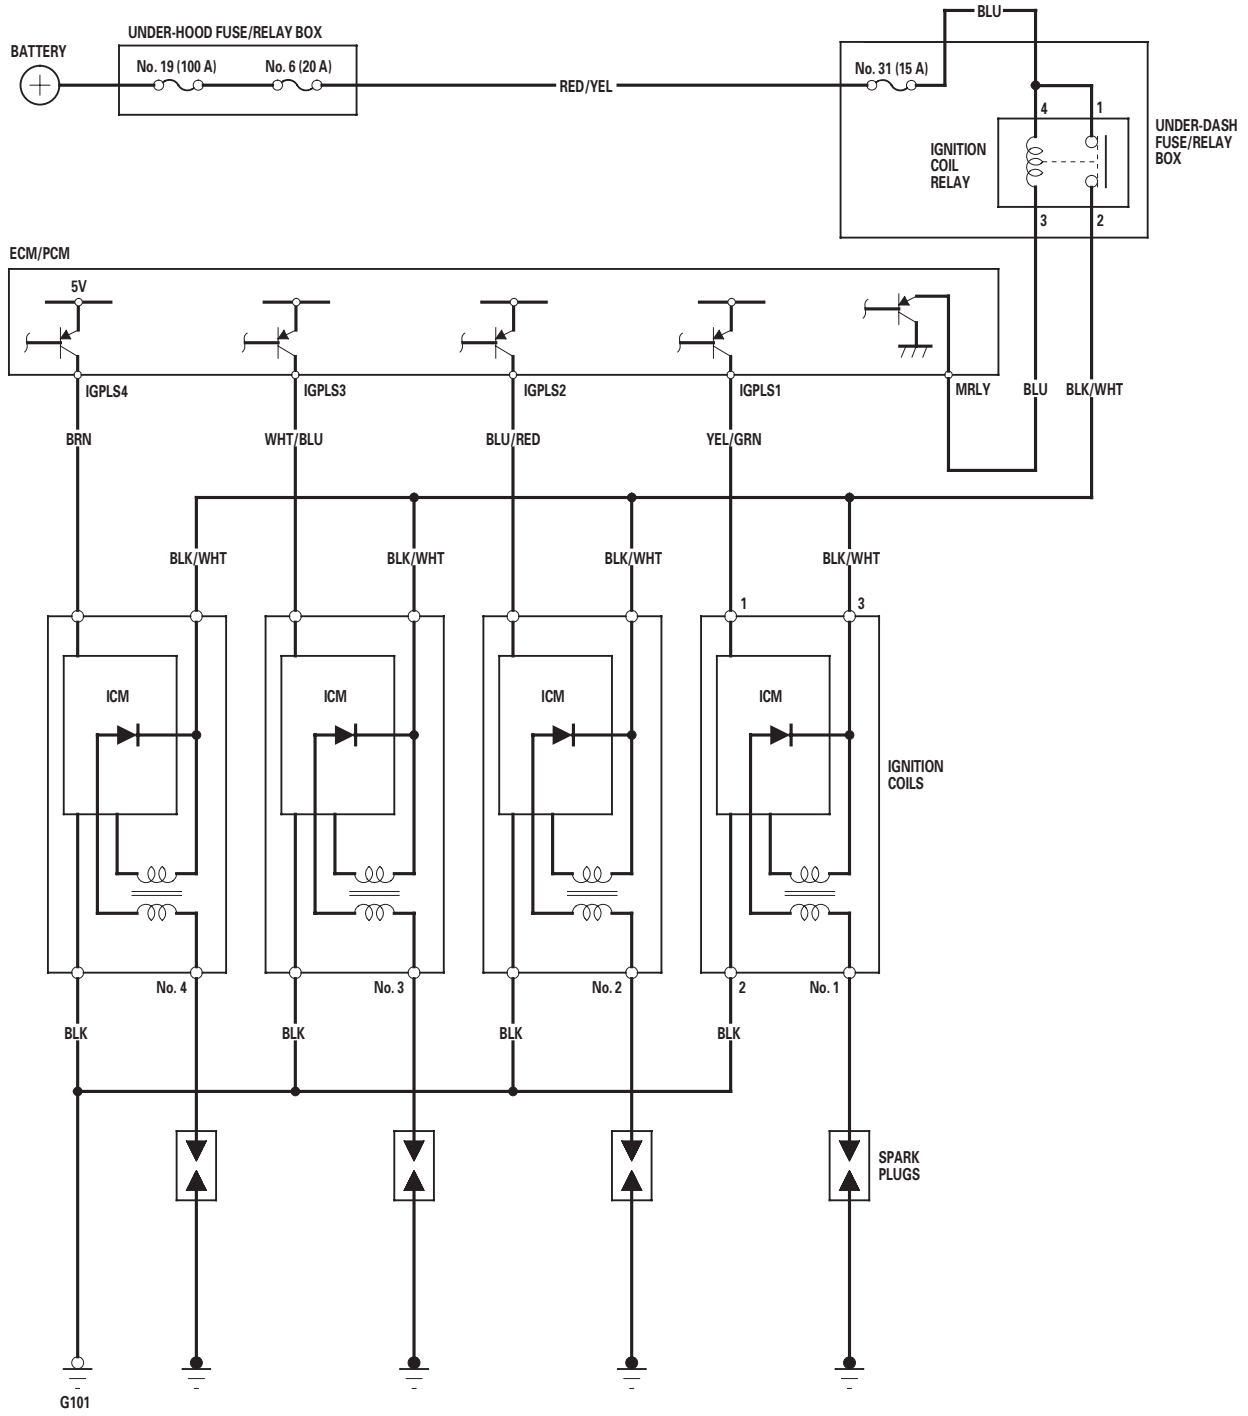 BLU
UNDER-HOOD FUSE/RELAY BOX
BATTERY
No. 19 (100 A)
No. 6 (20 A)
No. 31 (15 A)
RED/YEL
4
1
UNDER-DASH
FUSE/RELAY
BOX
IGNITION
COIL
RELAY
3
2
ECM/PCM
5V
IGPLS4
IGPLS3
IGPLS2
IGPLS1
MRLY
BLU
BLK/WHT
BRN
WHT/BLU
BLU/RED
YEL/GRN
BLK/WHT
BLK/WHT
BLK/WHT
BLK/WHT
1
3
ICM
ICM
ICM
ICM
IGNITION
COILS
No. 4
No. 3
No. 2
2
No. 1
BLK
BLK
BLK
BLK
SPARK
PLUGS
G101